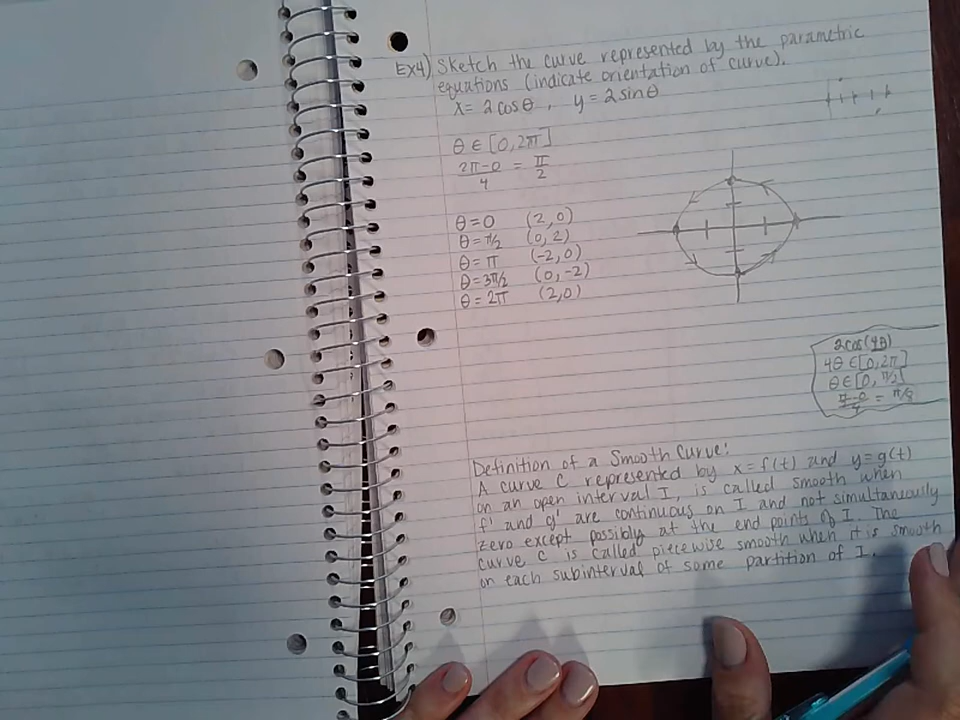 Ex4) Sketch the curve represented by the parametric
equations (indicate orientation of curve).
x = 2cosθ , y = 2sinθ
θ ∈ [0, 2π]
2π-0/4 = π/2
θ = 0 (2, 0)
θ = π/2 (0, 2)
θ = π (-2, 0)
θ = 3π/2 (0, -2)
θ = 2π (2, 0)
2cos(4θ)
4θ ∈ [0, 2π]
θ ∈ [0, π/2]
= π/8
Definition of a Smooth Curve:
A curve C represented by x = f(t) and y = g(t)
on an open interval I, is called smooth when
f' and g' are continuous on I and not simultaneously
zero except possibly at the end points of I. The
curve C is called piecewise smooth when it is smooth
on each subinterval of some partition of I.